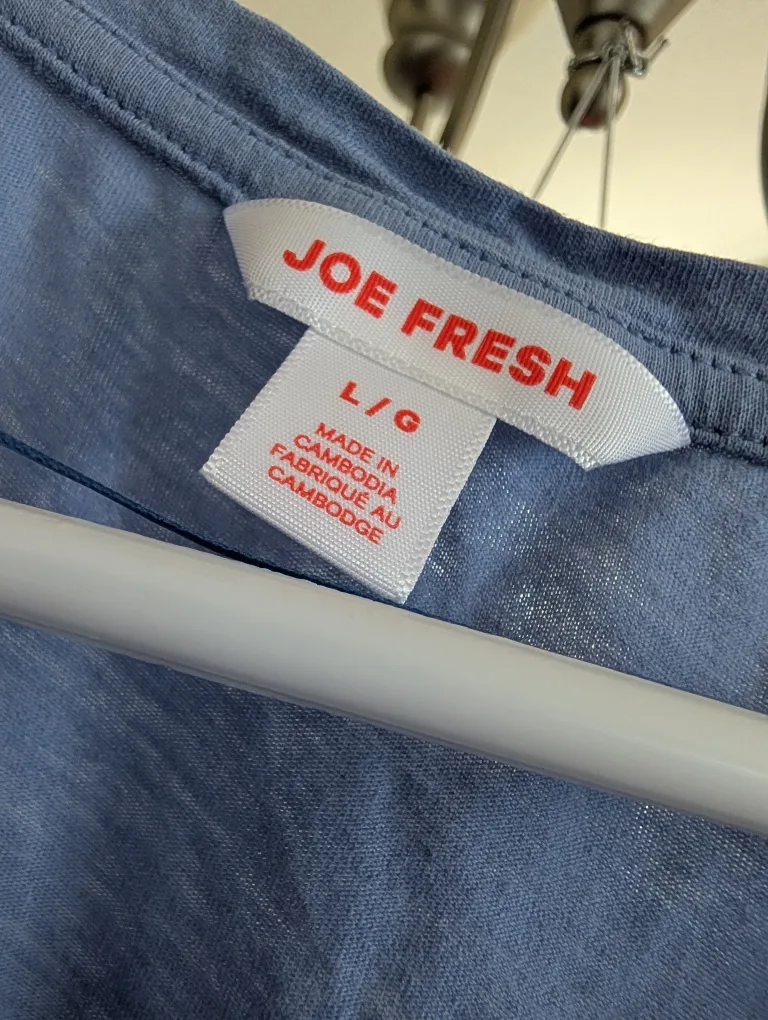 JOE FRESH
L / G
MADE IN
CAMBODIA
FABRIQUÉ AU
CAMBODGE